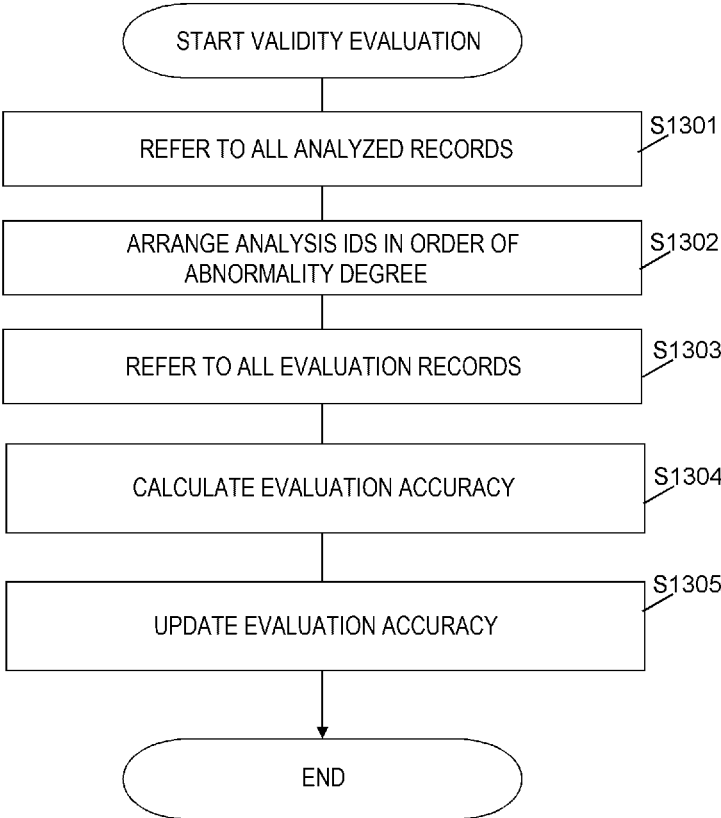 START VALIDITY EVALUATION
S1301
REFER TO ALL ANALYZED RECORDS
S1302
ARRANGE ANALYSIS IDS IN ORDER OF
ABNORMALITY DEGREE
S1303
REFER TO ALL EVALUATION RECORDS
S1304
CALCULATE EVALUATION ACCURACY
S1305
UPDATE EVALUATION ACCURACY
END